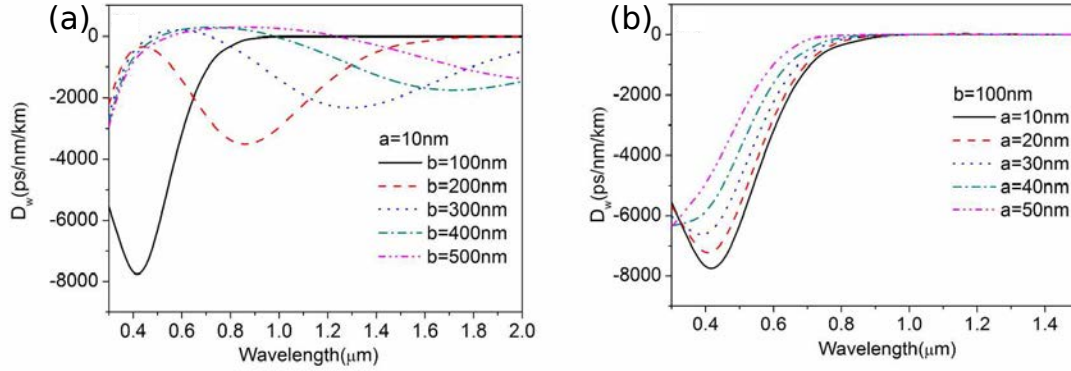 (a)
0
-2000
-4000
-6000
-8000
D_w(ps/nm/km)
a=10nm
b=100nm
b=200nm
b=300nm
b=400nm
b=500nm
0.4 0.6 0.8 1.0 1.2 1.4 1.6 1.8 2.0
Wavelength(μm)
(b)
0
-2000
-4000
-6000
-8000
D_w(ps/nm/km)
b=100nm
a=10nm
a=20nm
a=30nm
a=40nm
a=50nm
0.4 0.6 0.8 1.0 1.2 1.4
Wavelength(μm)